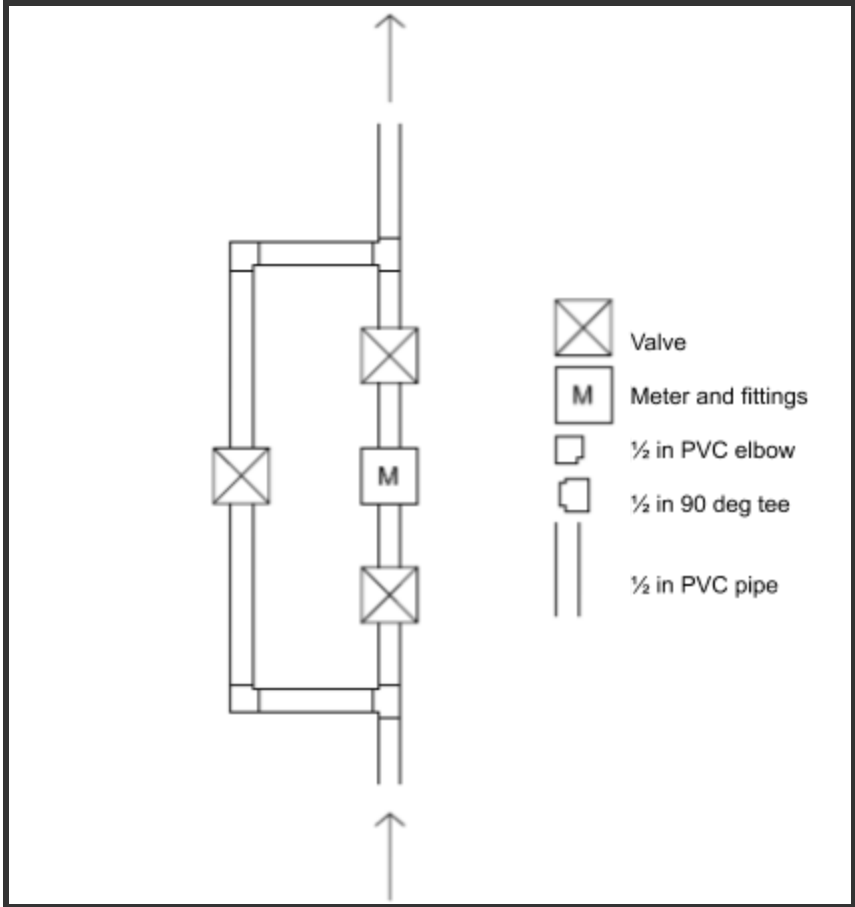 Valve
M
M Meter and fittings
½ in PVC elbow
½ in 90 deg tee
½ in PVC pipe